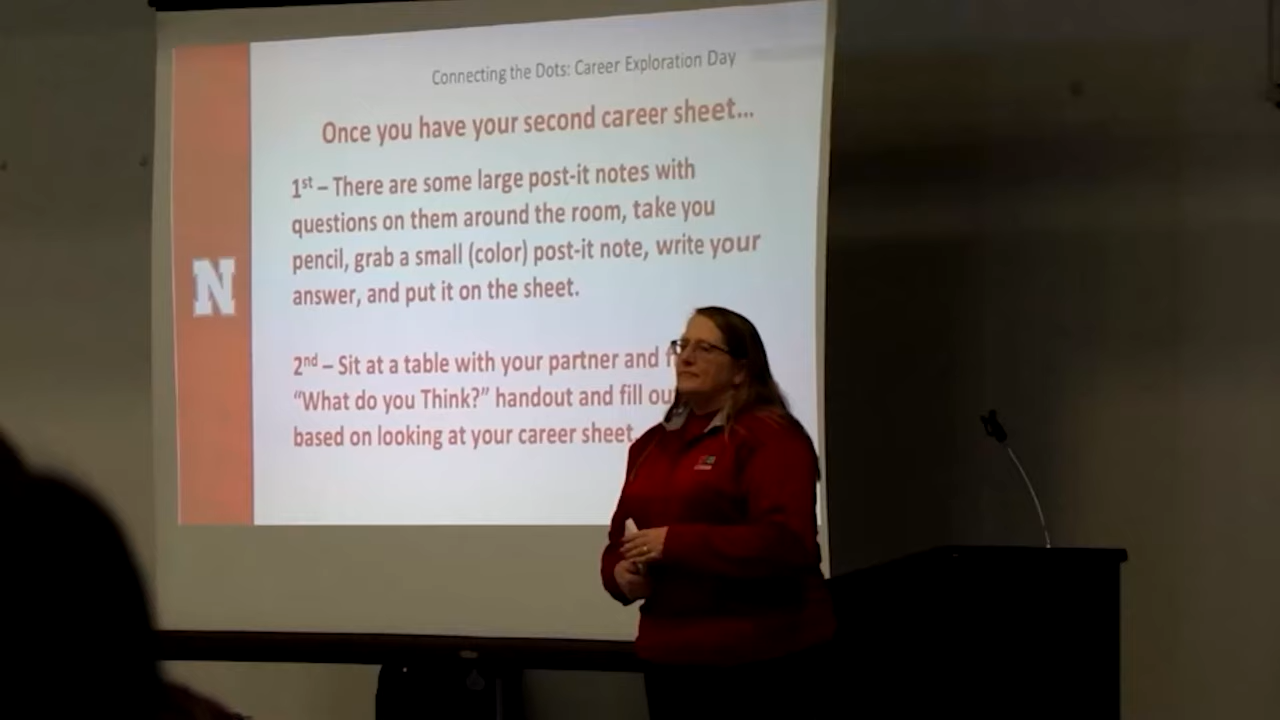 Connecting the Dots: Career Exploration Day
Once you have your second career sheet...
1st – There are some large post-it notes with
questions on them around the room, take you
pencil, grab a small (color) post-it note, write your
answer, and put it on the sheet.
N
2nd – Sit at a table with your partner and
“What do you Think?” handout and fill
based on looking at your career sheet.